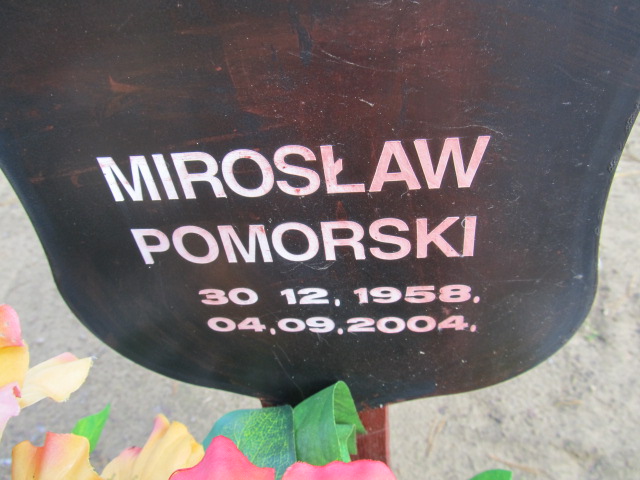 MIROSŁAW
POMORSKI
30 12. 1958.
04.09.2004.